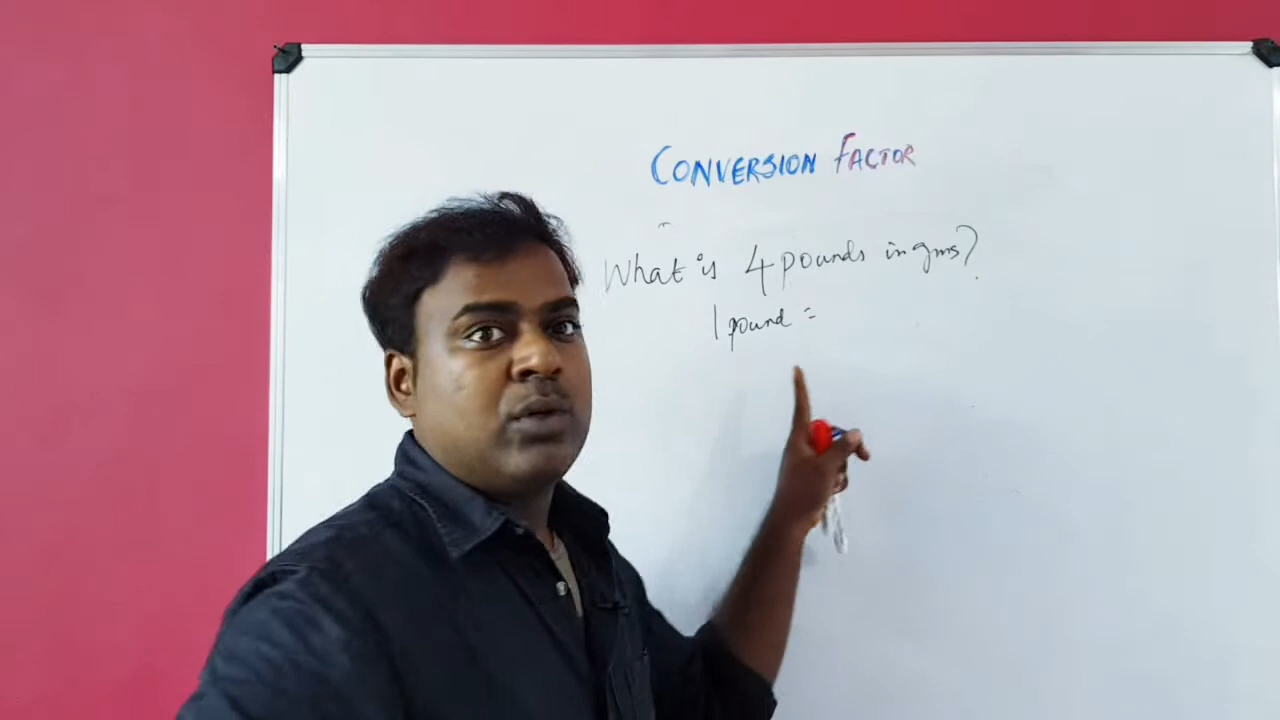 CONVERSION FACTOR
What is 4 pounds in gms?
1 pound =